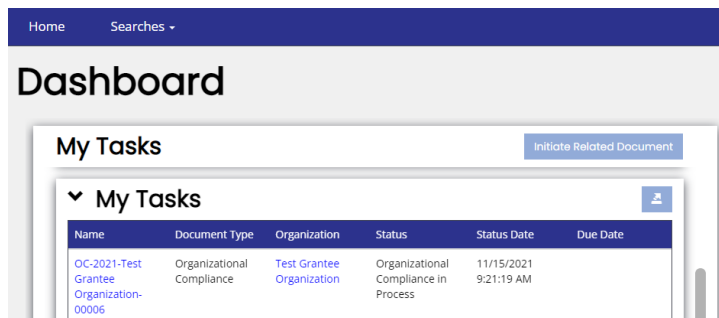 Home Searches
Dashboard
My Tasks Initiate Related Document
My Tasks
Name Document Type Organization Status Status Date Due Date
OC-2021-Test Organizational Test Grantee Organizational 11/15/2021
Grantee Compliance Organization Compliance in 9:21:19 AM
Organization- Process
00006